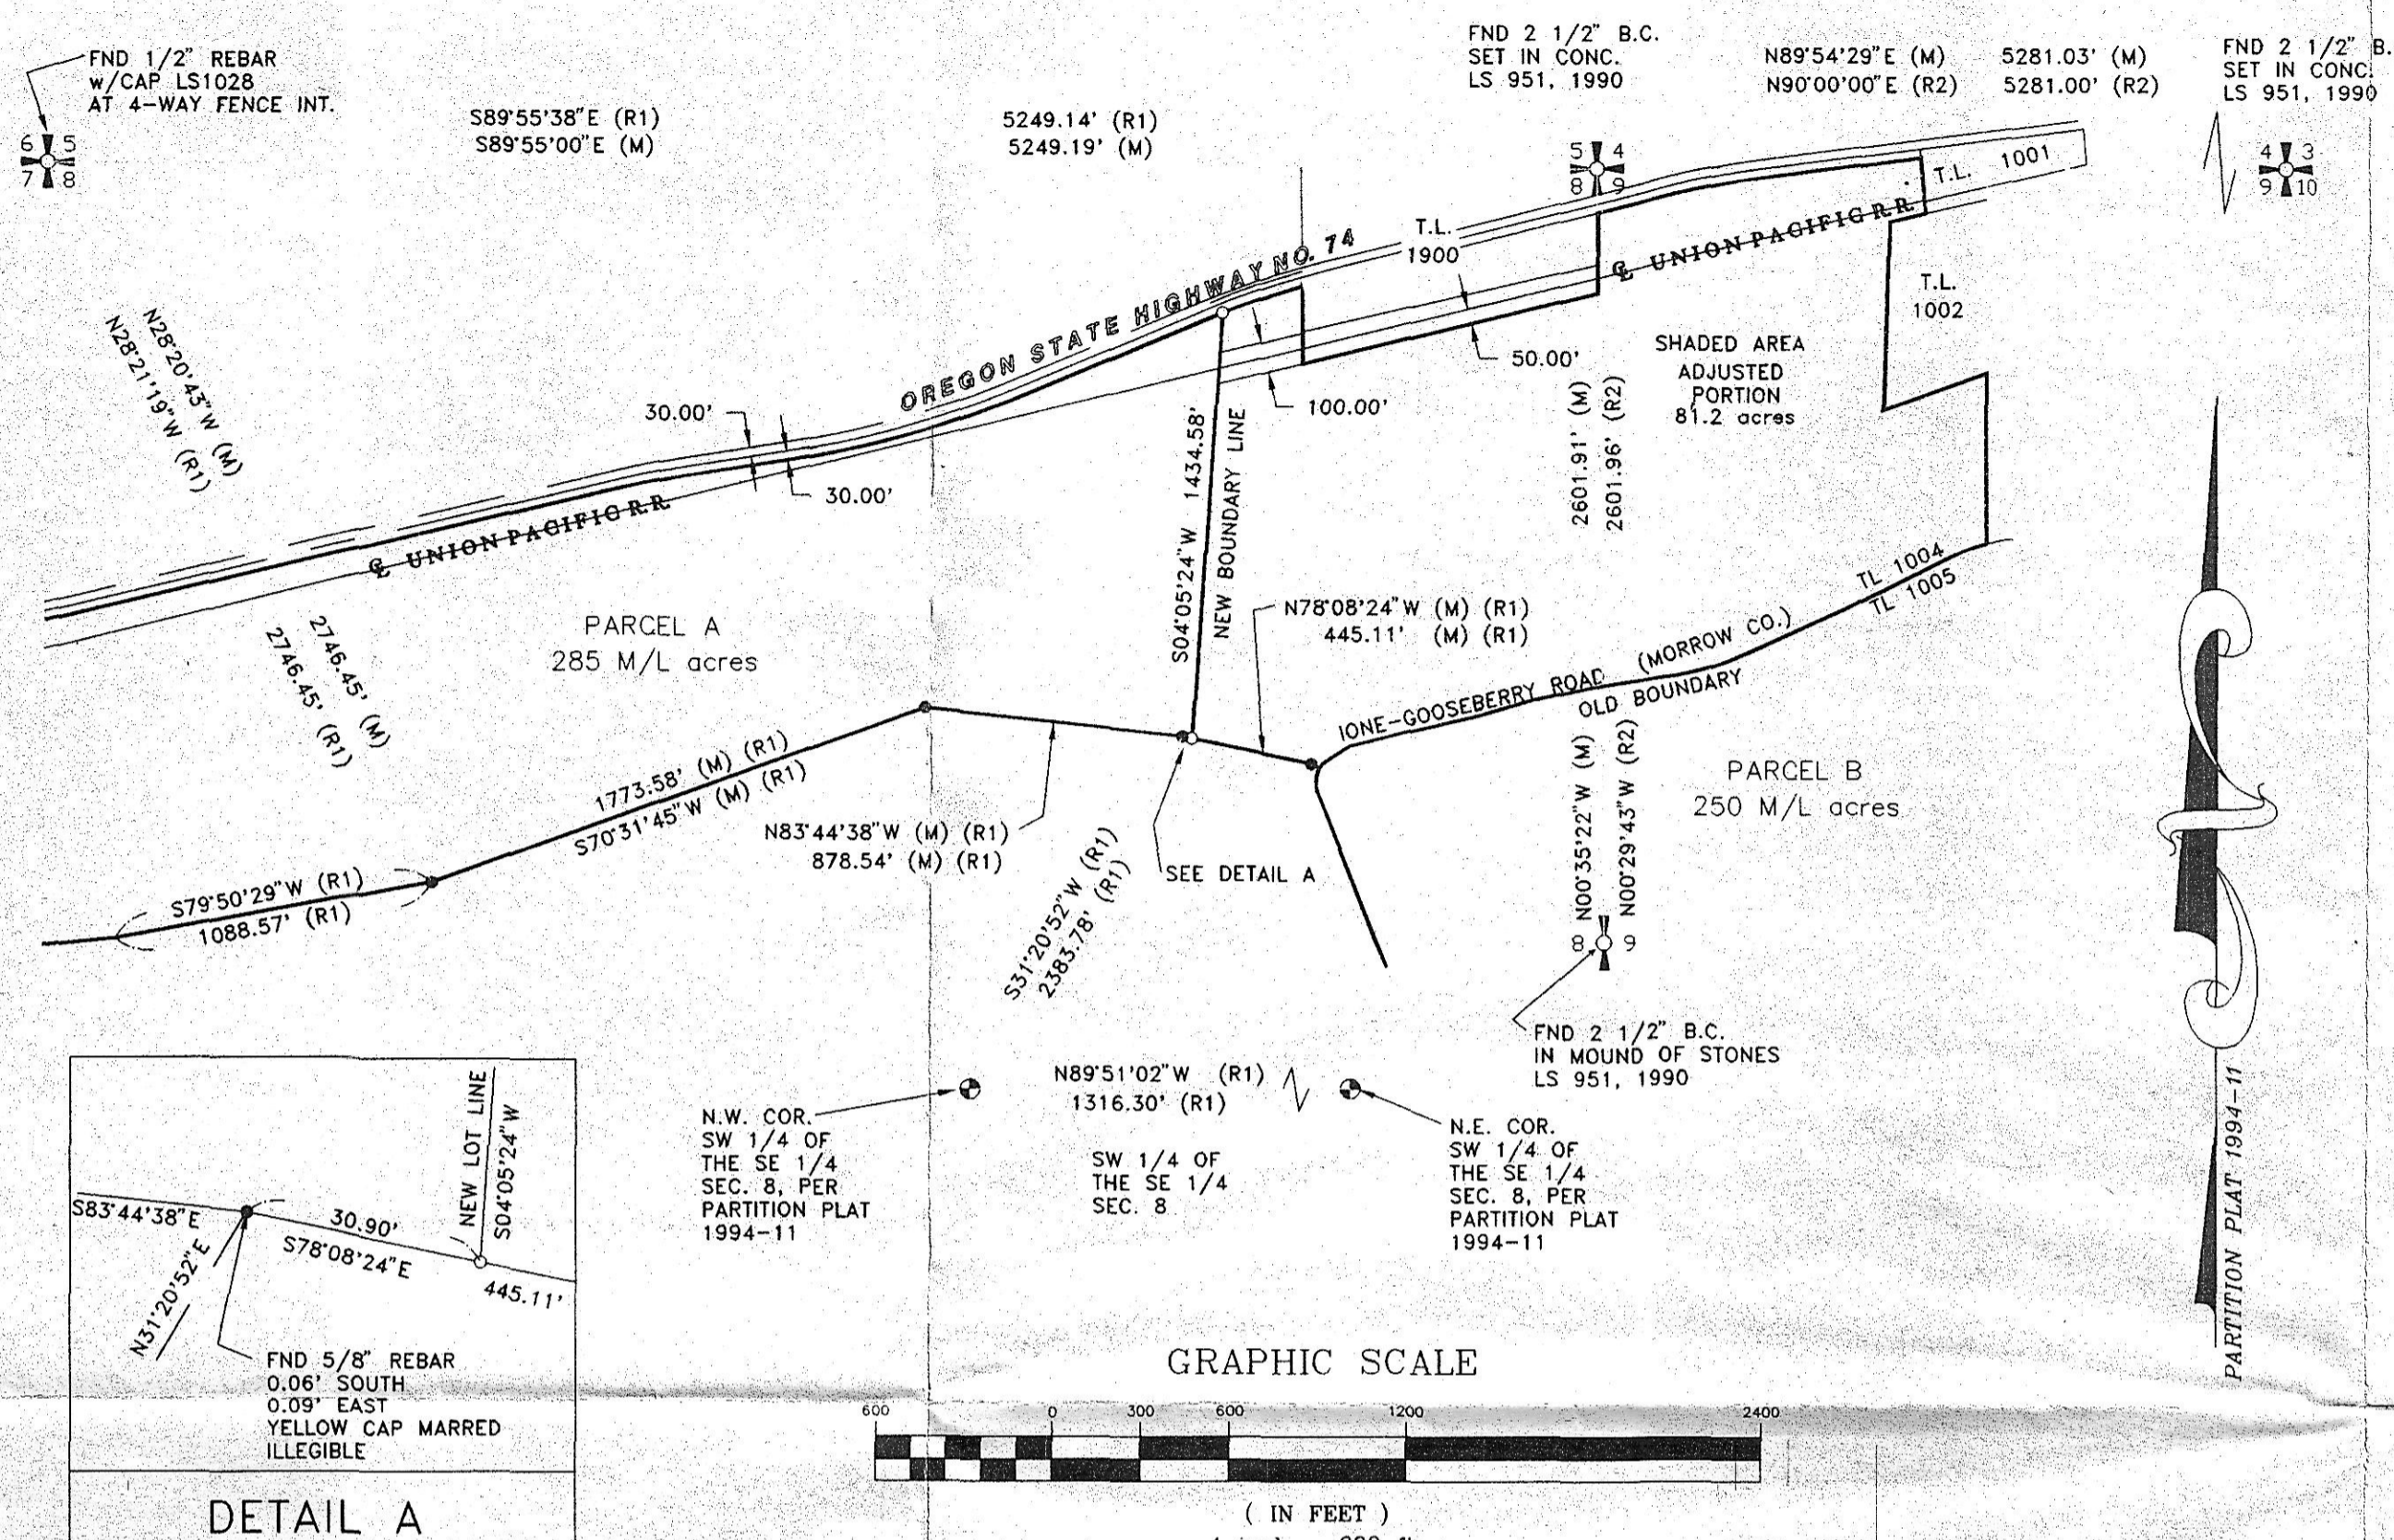 FND 1/2" REBAR
w/CAP LS1028
AT 4-WAY FENCE INT.
6 5
7 8
S89°55'38"E (R1)
S89°55'00"E (M)
5249.14' (R1)
5249.19' (M)
FND 2 1/2" B.C.
SET IN CONC.
LS 951, 1990
5 4
8 9
N89°54'29"E (M)
N90°00'00"E (R2)
5281.03' (M)
5281.00' (R2)
FND 2 1/2" B.
SET IN CONC.
LS 951, 1990
4 3
9 10
N28°20'43"W (M)
N28°21'19"W (R1)
2746.45' (M)
2746.45' (R1)
OREGON STATE HIGHWAY NO. 74
T.L.
1900
T.L. 1001
T.L.
1002
℄ UNION PACIFIC R.R.
℄ UNION PACIFIC R.R.
30.00'
30.00'
100.00'
50.00'
SHADED AREA
ADJUSTED
PORTION
81.2 acres
2601.91' (M)
2601.96' (R2)
S04°05'24"W 1434.58'
NEW BOUNDARY LINE
N78°08'24"W (M) (R1)
445.11' (M) (R1)
PARCEL A
285 M/L acres
TL 1004
TL 1005
IONE-GOOSEBERRY ROAD (MORROW CO.)
OLD BOUNDARY
PARCEL B
250 M/L acres
N00°35'22"W (M)
N00°29'43"W (R2)
1773.58' (M) (R1)
S70°31'45"W (M) (R1)
N83°44'38"W (M) (R1)
878.54' (M) (R1)
SEE DETAIL A
S31°20'52"W (R1)
2383.78' (R1)
S79°50'29"W (R1)
1088.57' (R1)
8 9
FND 2 1/2" B.C.
IN MOUND OF STONES
LS 951, 1990
N.W. COR.
SW 1/4 OF
THE SE 1/4
SEC. 8, PER
PARTITION PLAT
1994-11
N89°51'02"W (R1)
1316.30' (R1)
SW 1/4 OF
THE SE 1/4
SEC. 8
N.E. COR.
SW 1/4 OF
THE SE 1/4
SEC. 8, PER
PARTITION PLAT
1994-11
PARTITION PLAT 1994-11
NEW LOT LINE
S04°05'24"W
S83°44'38"E
30.90'
S78°08'24"E
445.11'
N31°20'52"E
FND 5/8" REBAR
0.06' SOUTH
0.09' EAST
YELLOW CAP MARRED
ILLEGIBLE
DETAIL A
GRAPHIC SCALE
600 0 300 600 1200 2400
( IN FEET )